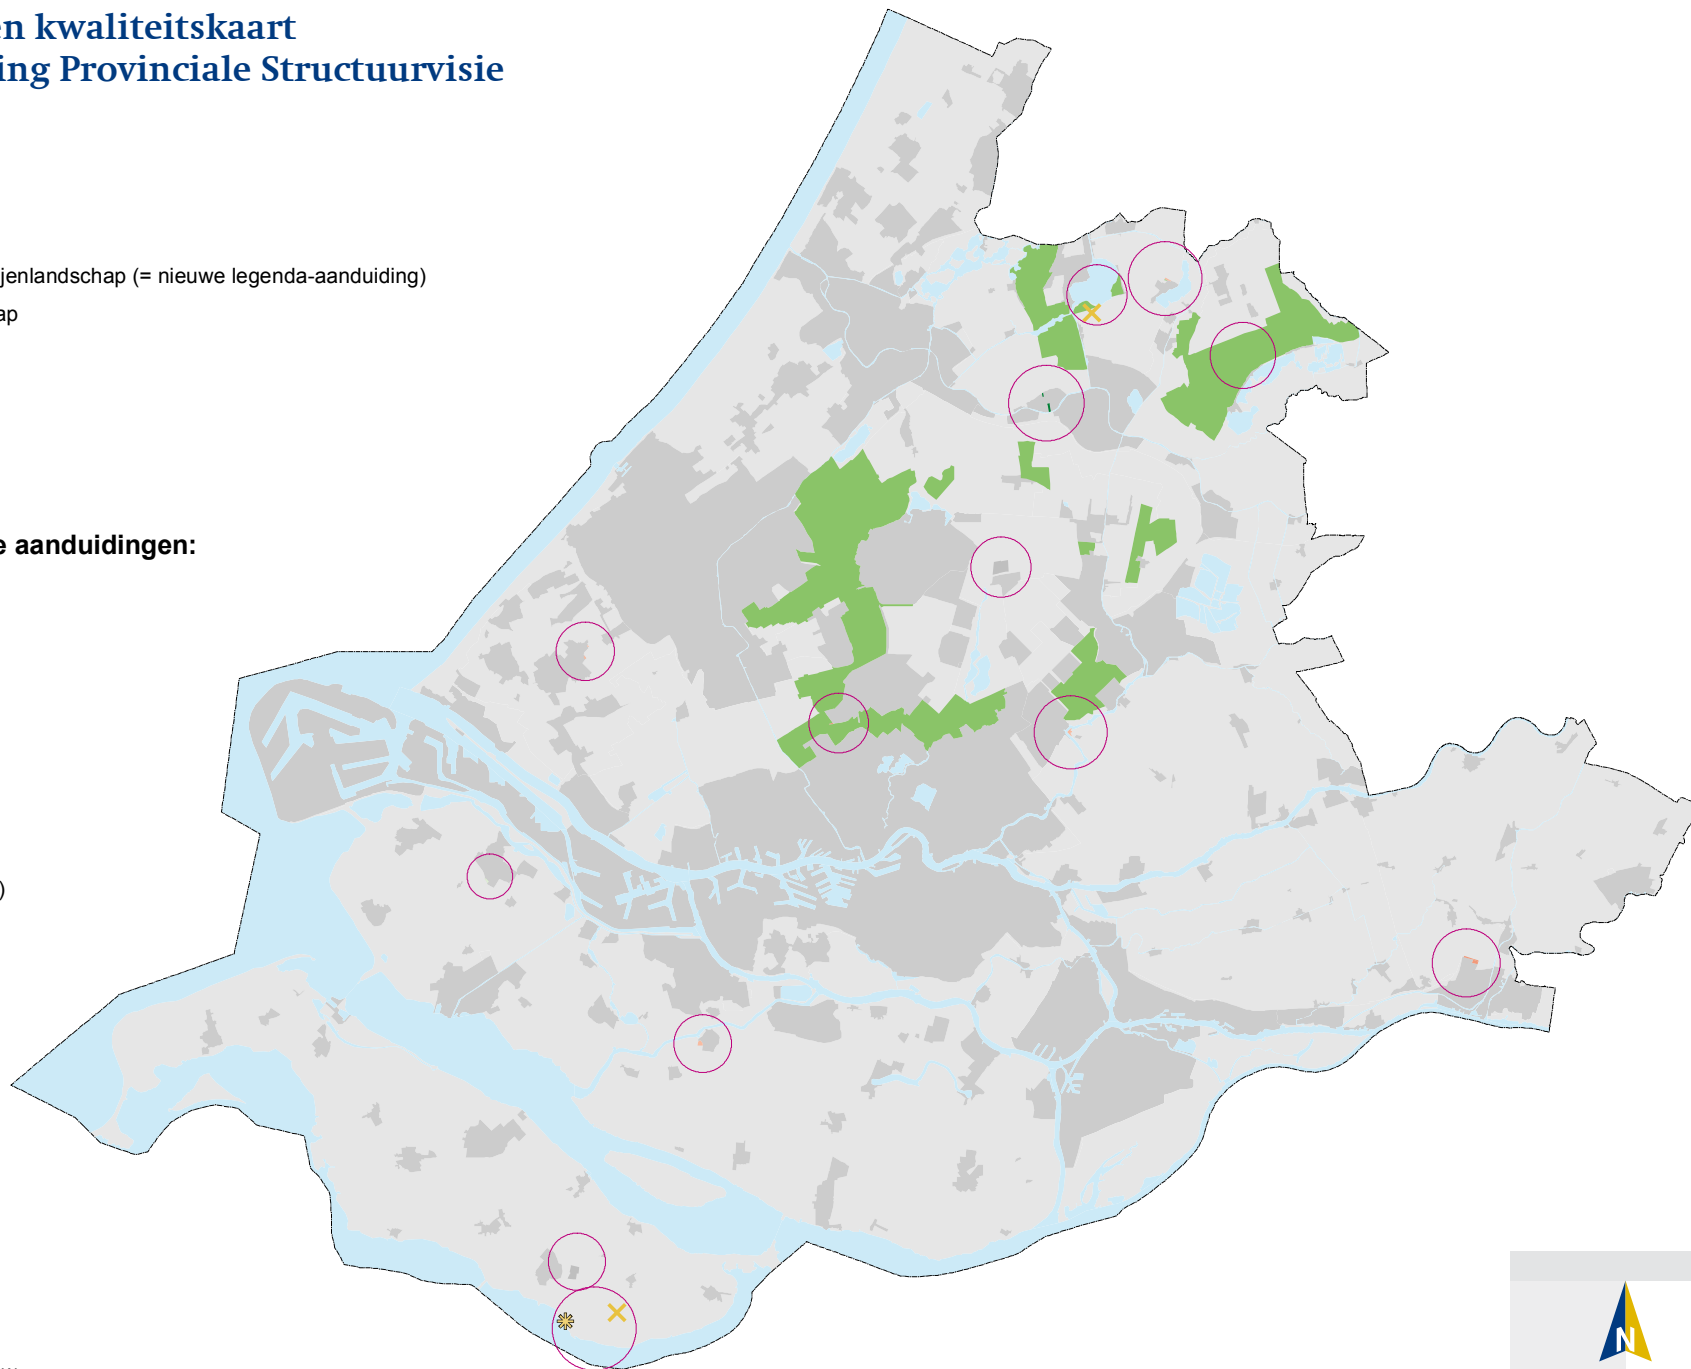 en kwaliteitskaart
ing Provinciale Structuurvisie
jenlandschap (= nieuwe legenda-aanduiding)
ap
e aanduidingen:
)
N